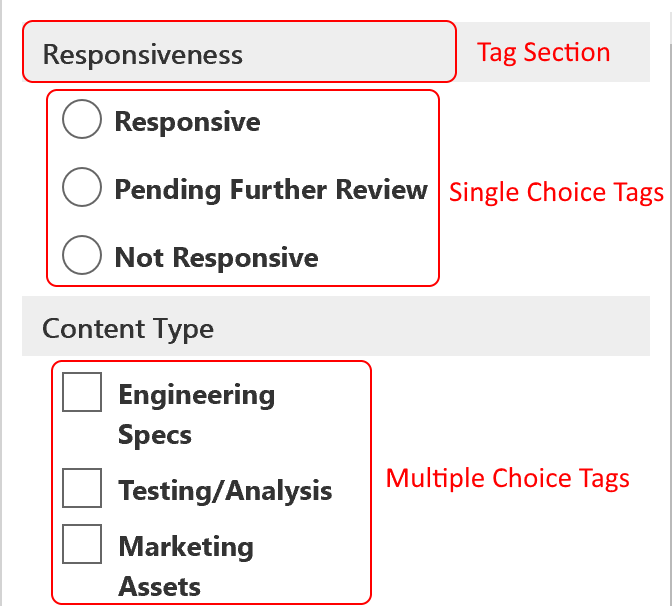 Responsiveness
Tag Section
Responsive
Pending Further Review
Single Choice Tags
Not Responsive
Content Type
Engineering
Specs
Testing/Analysis
Multiple Choice Tags
Marketing
Assets